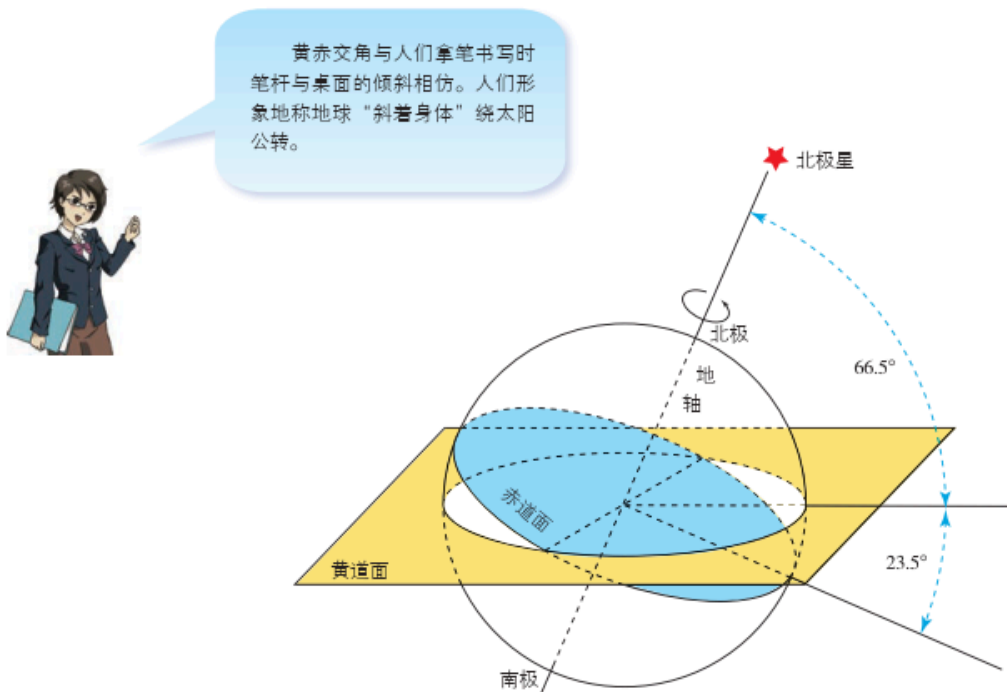 黄赤交角与人们拿笔书写时
笔杆与桌面的倾斜相仿。人们形
象地称地球“斜着身体”绕太阳
公转。
北极星
北极
地
轴
66.5°
赤道面
23.5°
黄道面
南极